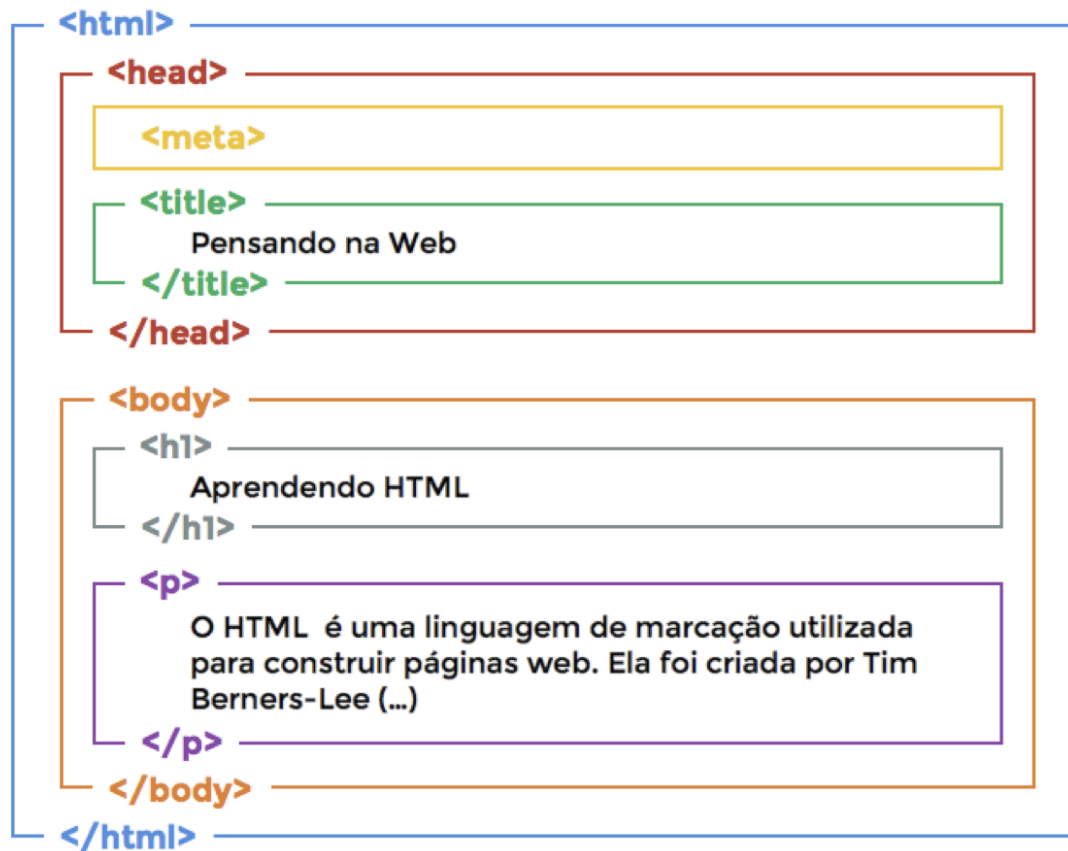 <html>
<head>
<meta>
<title>
Pensando na Web
</title>
</head>
<body>
<h1>
Aprendendo HTML
</h1>
<p>
O HTML é uma linguagem de marcação utilizada
para construir páginas web. Ela foi criada por Tim
Berners-Lee (...)
</p>
</body>
</html>